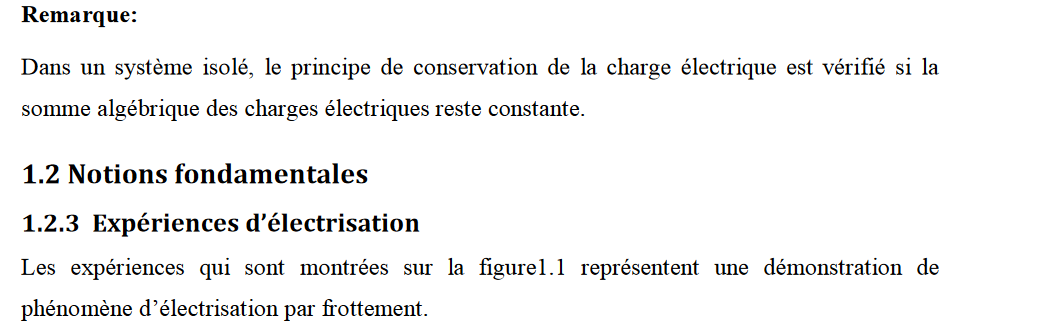 Remarque:
Dans un système isolé, le principe de conservation de la charge électrique est vérifié si la
somme algébrique des charges électriques reste constante.
1.2 Notions fondamentales
1.2.3 Expériences d’électrisation
Les expériences qui sont montrées sur la figure1.1 représentent une démonstration de
phénomène d’électrisation par frottement.